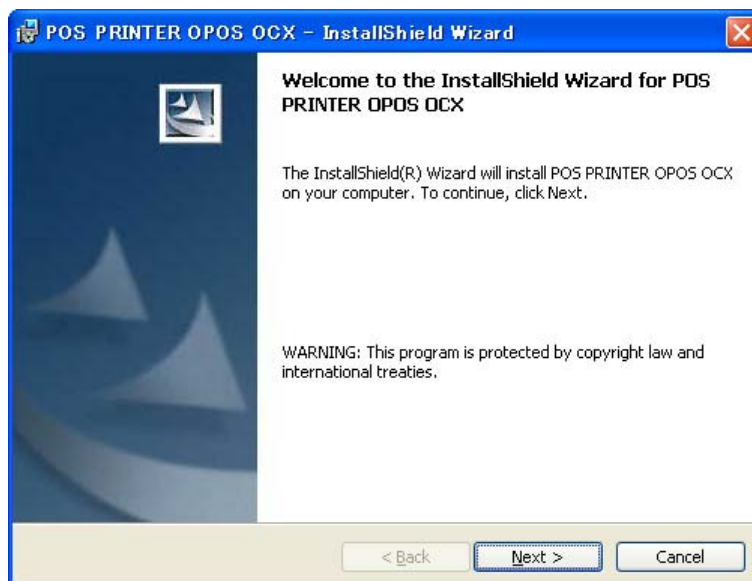 POS PRINTER OPOS OCX - InstallShield Wizard
Welcome to the InstallShield Wizard for POS
PRINTER OPOS OCX
The InstallShield(R) Wizard will install POS PRINTER OPOS OCX
on your computer. To continue, click Next.
WARNING: This program is protected by copyright law and
international treaties.
< Back
Next >
Cancel